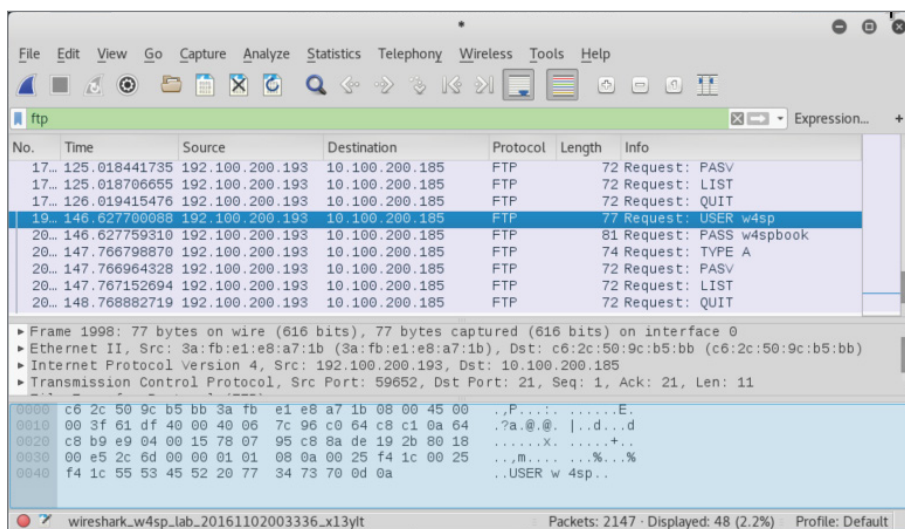 File Edit View Go Capture Analyze Statistics Telephony Wireless Tools Help
ftp Expression... +
No. Time Source Destination Protocol Length Info
17… 125.018441735 192.100.200.193 10.100.200.185 FTP 72 Request: PASV
17… 125.018706655 192.100.200.193 10.100.200.185 FTP 72 Request: LIST
17… 126.019415476 192.100.200.193 10.100.200.185 FTP 72 Request: QUIT
19… 146.627700088 192.100.200.193 10.100.200.185 FTP 77 Request: USER w4sp
20… 146.627759310 192.100.200.193 10.100.200.185 FTP 81 Request: PASS w4spbook
20… 147.766798870 192.100.200.193 10.100.200.185 FTP 74 Request: TYPE A
20… 147.766964328 192.100.200.193 10.100.200.185 FTP 72 Request: PASV
20… 147.767152694 192.100.200.193 10.100.200.185 FTP 72 Request: LIST
20… 148.768882719 192.100.200.193 10.100.200.185 FTP 72 Request: QUIT
Frame 1998: 77 bytes on wire (616 bits), 77 bytes captured (616 bits) on interface 0
Ethernet II, Src: 3a:fb:e1:e8:a7:1b (3a:fb:e1:e8:a7:1b), Dst: c6:2c:50:9c:b5:bb (c6:2c:50:9c:b5:bb)
Internet Protocol Version 4, Src: 192.100.200.193, Dst: 10.100.200.185
Transmission Control Protocol, Src Port: 59652, Dst Port: 21, Seq: 1, Ack: 21, Len: 11
0000 c6 2c 50 9c b5 bb 3a fb e1 e8 a7 1b 08 00 45 00 .,P...:. ......E.
0010 00 3f 61 df 40 00 40 06 7c 96 c0 64 c8 c1 0a 64 .?a.@.@. |..d...d
0020 c8 b9 e9 04 00 15 78 07 95 c8 8a de 19 2b 80 18 ......x. .....+..
0030 00 e5 2c 6d 00 00 01 01 08 0a 00 25 f4 1c 00 25 ..,m.... ...%...%
0040 f4 1c 55 53 45 52 20 77 34 73 70 0d 0a ..USER w 4sp..
wireshark_w4sp_lab_20161102003336_x13ylt Packets: 2147 · Displayed: 48 (2.2%) Profile: Default